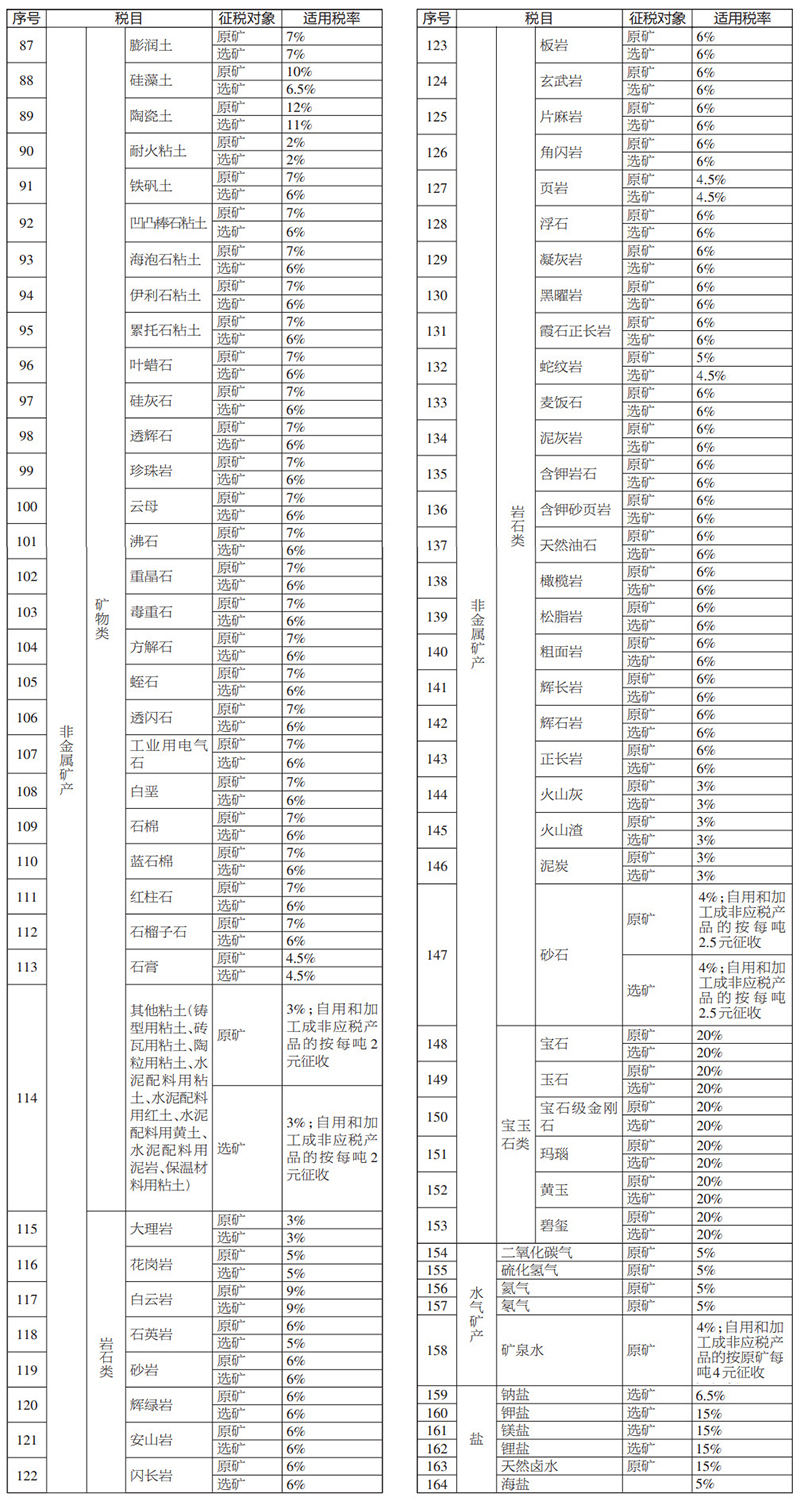 序号 税目 征税对象 适用税率
87 膨润土 原矿 7%
选矿 7%
88 硅藻土 原矿 10%
选矿 6.5%
89 陶瓷土 原矿 12%
选矿 11%
90 耐火粘土 原矿 2%
选矿 2%
91 铁矾土 原矿 7%
选矿 6%
92 凹凸棒石粘土 原矿 7%
选矿 6%
93 海泡石粘土 原矿 7%
选矿 6%
94 伊利石粘土 原矿 7%
选矿 6%
95 累托石粘土 原矿 7%
选矿 6%
96 叶蜡石 原矿 7%
选矿 6%
97 硅灰石 原矿 7%
选矿 6%
98 透辉石 原矿 7%
选矿 6%
99 珍珠岩 原矿 7%
选矿 6%
100 云母 原矿 7%
选矿 6%
101 沸石 原矿 7%
选矿 6%
102 重晶石 原矿 7%
选矿 6%
103 毒重石 原矿 7%
选矿 6%
104 方解石 原矿 7%
选矿 6%
105 蛭石 原矿 7%
选矿 6%
106 透闪石 原矿 7%
选矿 6%
107 工业用电气石 原矿 7%
选矿 6%
108 白垩 原矿 7%
选矿 6%
109 石棉 原矿 7%
选矿 6%
110 蓝石棉 原矿 7%
选矿 6%
111 红柱石 原矿 7%
选矿 6%
112 石榴子石 原矿 7%
选矿 6%
113 石膏 原矿 4.5%
选矿 4.5%
非金属矿产
矿物类
114
其他粘土(铸
型用粘土、砖
瓦用粘土、陶
粒用粘土、水
泥配料用粘
土、水泥配料
用红土、水泥
配料用黄土、
水泥配料用
泥岩、保温材
料用粘土)
原矿
3%;自用和加
工成非应税产
品的按每吨2
元征收
选矿
3%;自用和加
工成非应税产
品的按每吨2
元征收
岩石类
115 大理岩 原矿 3%
选矿 3%
116 花岗岩 原矿 5%
选矿 5%
117 白云岩 原矿 9%
选矿 9%
118 石英岩 原矿 6%
选矿 5%
119 砂岩 原矿 6%
选矿 6%
120 辉绿岩 原矿 6%
选矿 6%
121 安山岩 原矿 6%
选矿 6%
122 闪长岩 原矿 6%
选矿 6%
序号 税目 征税对象 适用税率
123 板岩 原矿 6%
选矿 6%
124 玄武岩 原矿 6%
选矿 6%
125 片麻岩 原矿 6%
选矿 6%
126 角闪岩 原矿 6%
选矿 6%
127 页岩 原矿 4.5%
选矿 4.5%
128 浮石 原矿 6%
选矿 6%
129 凝灰岩 原矿 6%
选矿 6%
130 黑曜岩 原矿 6%
选矿 6%
131 霞石正长岩 原矿 6%
选矿 6%
132 蛇纹岩 原矿 5%
选矿 4.5%
133 麦饭石 原矿 6%
选矿 6%
134 泥灰岩 原矿 6%
选矿 6%
135 含钾岩石 原矿 6%
选矿 6%
136 含钾砂页岩 原矿 6%
选矿 6%
137 天然油石 原矿 6%
选矿 6%
138 橄榄岩 原矿 6%
选矿 6%
139 松脂岩 原矿 6%
选矿 6%
140 粗面岩 原矿 6%
选矿 6%
141 辉长岩 原矿 6%
选矿 6%
142 辉石岩 原矿 6%
选矿 6%
143 正长岩 原矿 6%
选矿 6%
144 火山灰 原矿 3%
选矿 3%
145 火山渣 原矿 3%
选矿 3%
146 泥炭 原矿 3%
选矿 3%
非金属矿产
岩石类
147 砂石
原矿
4%;自用和加
工成非应税产
品的按每吨
2.5元征收
选矿
4%;自用和加
工成非应税产
品的按每吨
2.5元征收
宝玉石类
148 宝石 原矿 20%
选矿 20%
149 玉石 原矿 20%
选矿 20%
150 宝石级金刚石 原矿 20%
选矿 20%
151 玛瑙 原矿 20%
选矿 20%
152 黄玉 原矿 20%
选矿 20%
153 碧玺 原矿 20%
选矿 20%
水气矿产
154 二氧化碳气 原矿 5%
155 硫化氢气 原矿 5%
156 氦气 原矿 5%
157 氡气 原矿 5%
158 矿泉水 原矿
4%;自用和加
工成非应税产
品的按原矿每
吨4元征收
盐
159 钠盐 选矿 6.5%
160 钾盐 选矿 15%
161 镁盐 选矿 15%
162 锂盐 选矿 15%
163 天然卤水 原矿 15%
164 海盐 5%